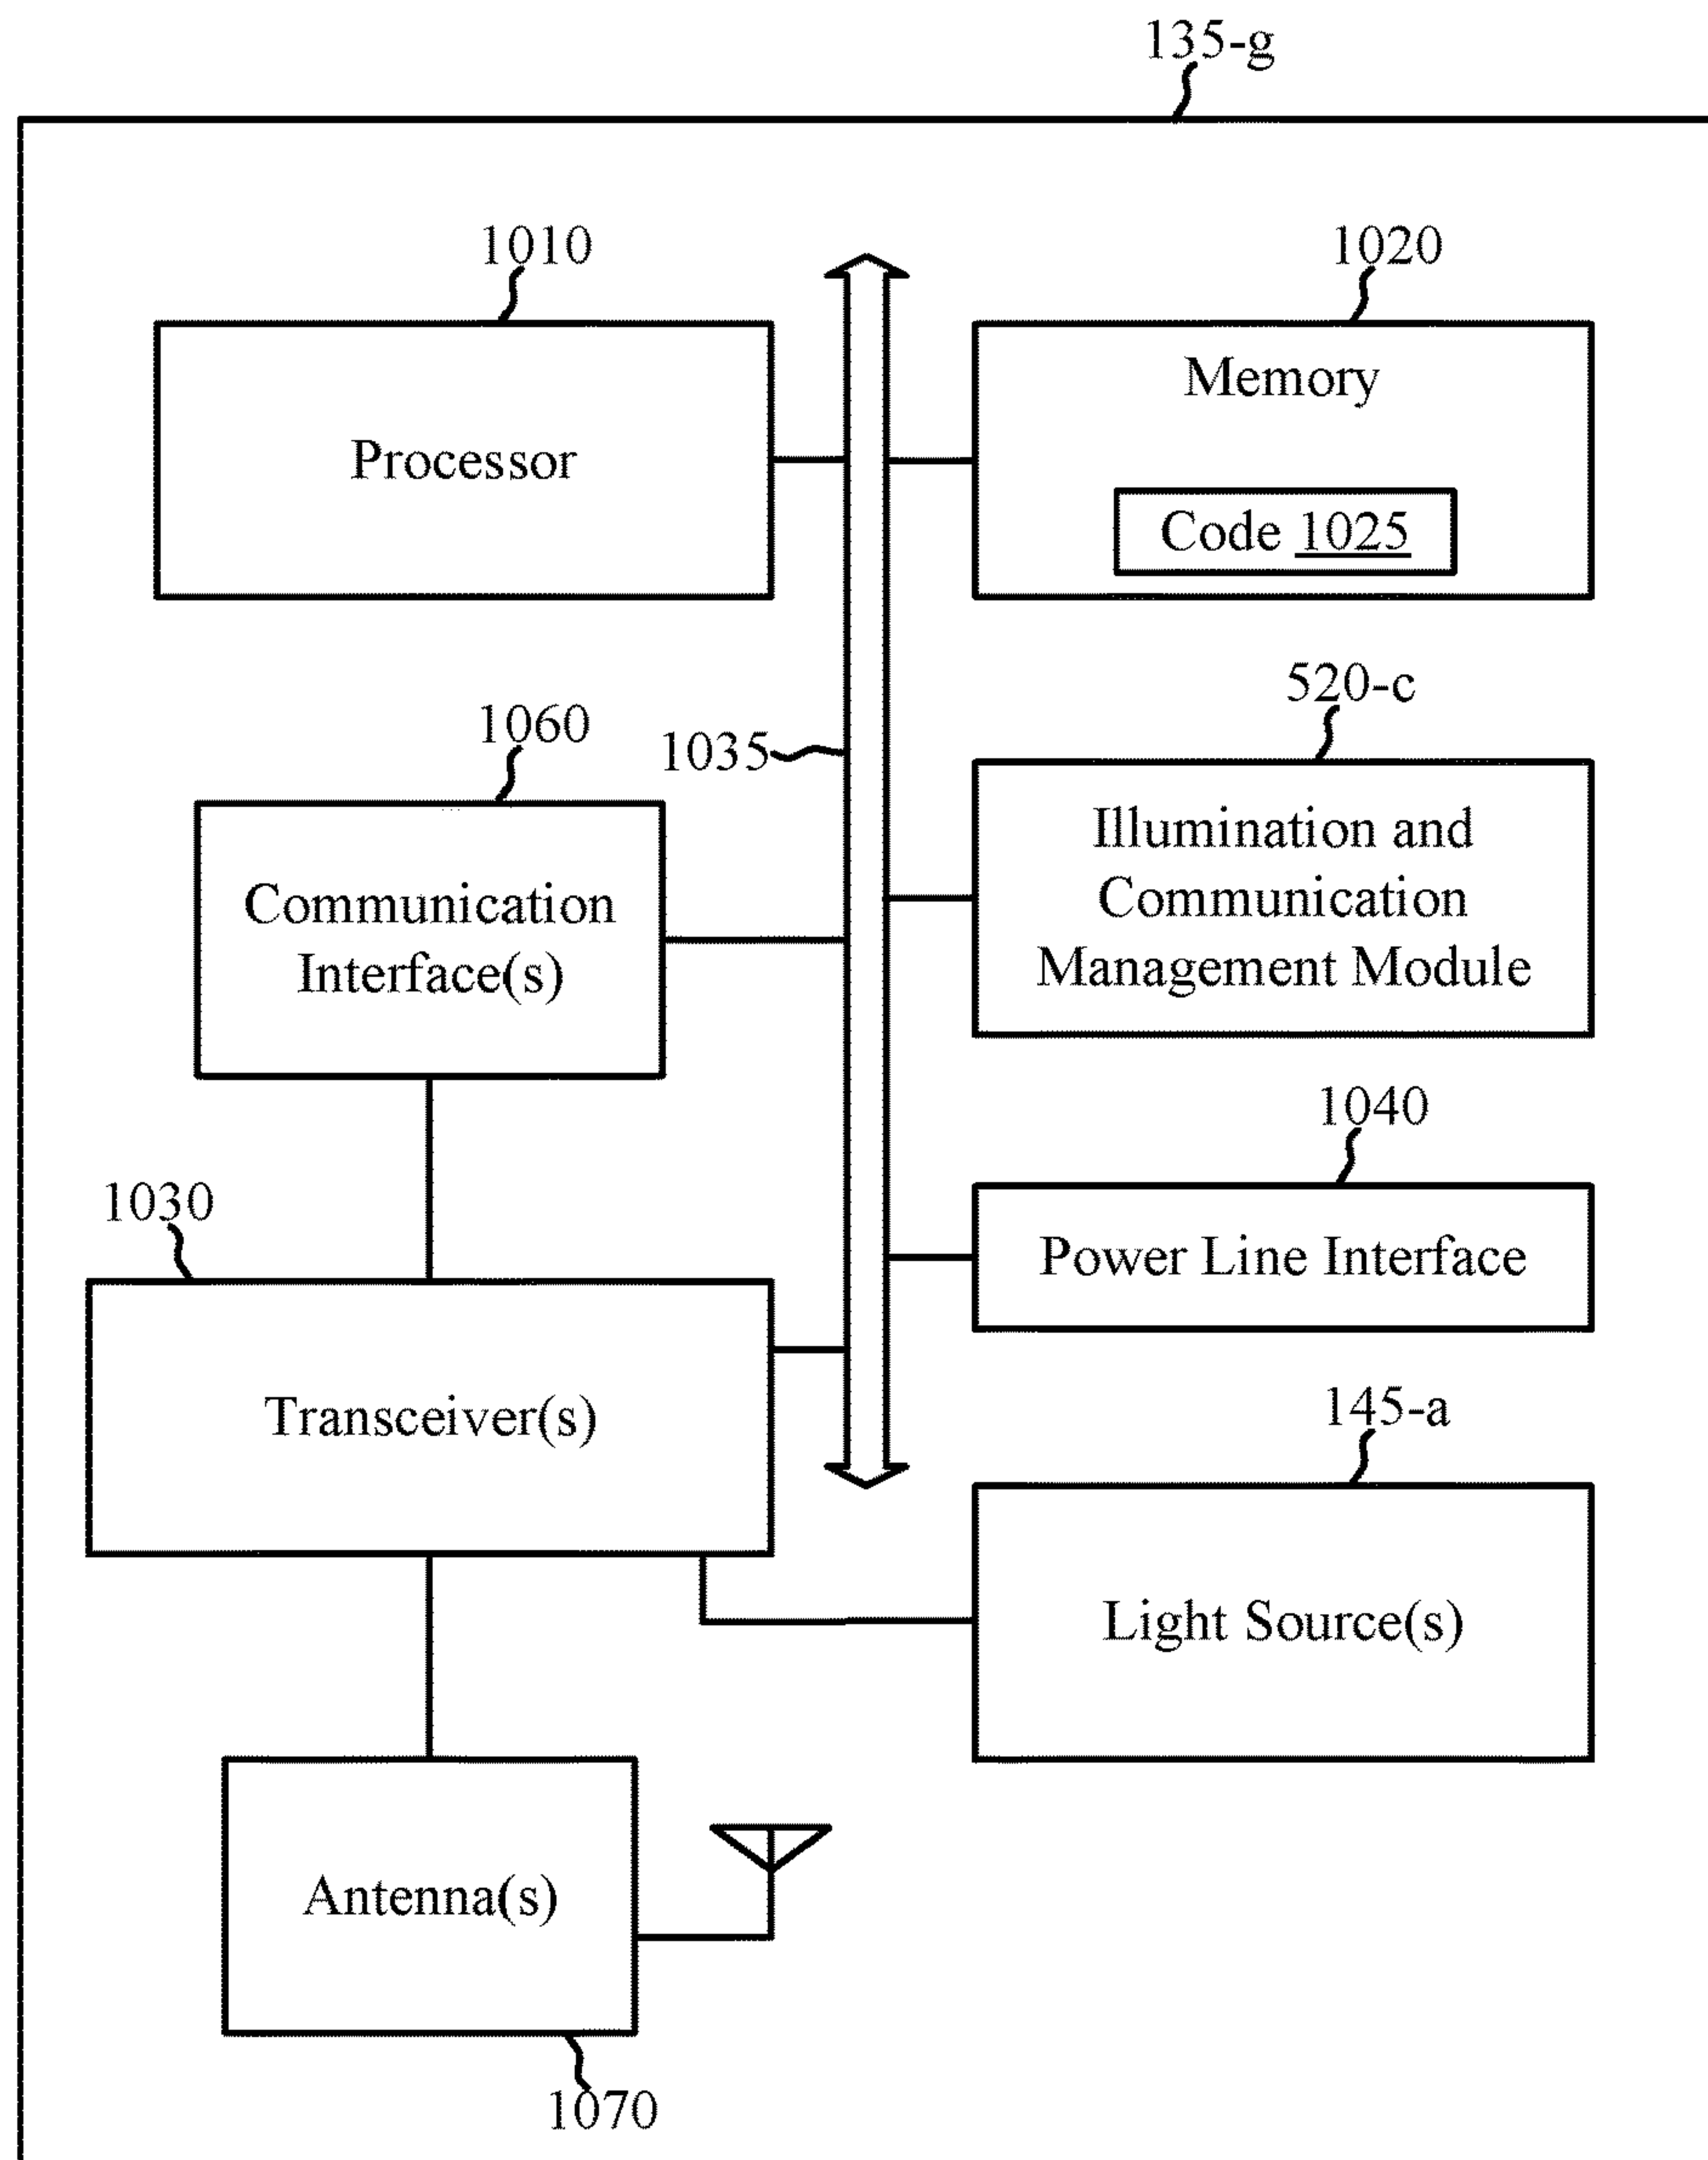 135-g
1010
1020
Processor
Memory
Code 1025
520-c
1060
1035
Illumination and
Communication
Management Module
Communication
Interface(s)
1040
1030
Power Line Interface
Transceiver(s)
145-a
Light Source(s)
Antenna(s)
1070